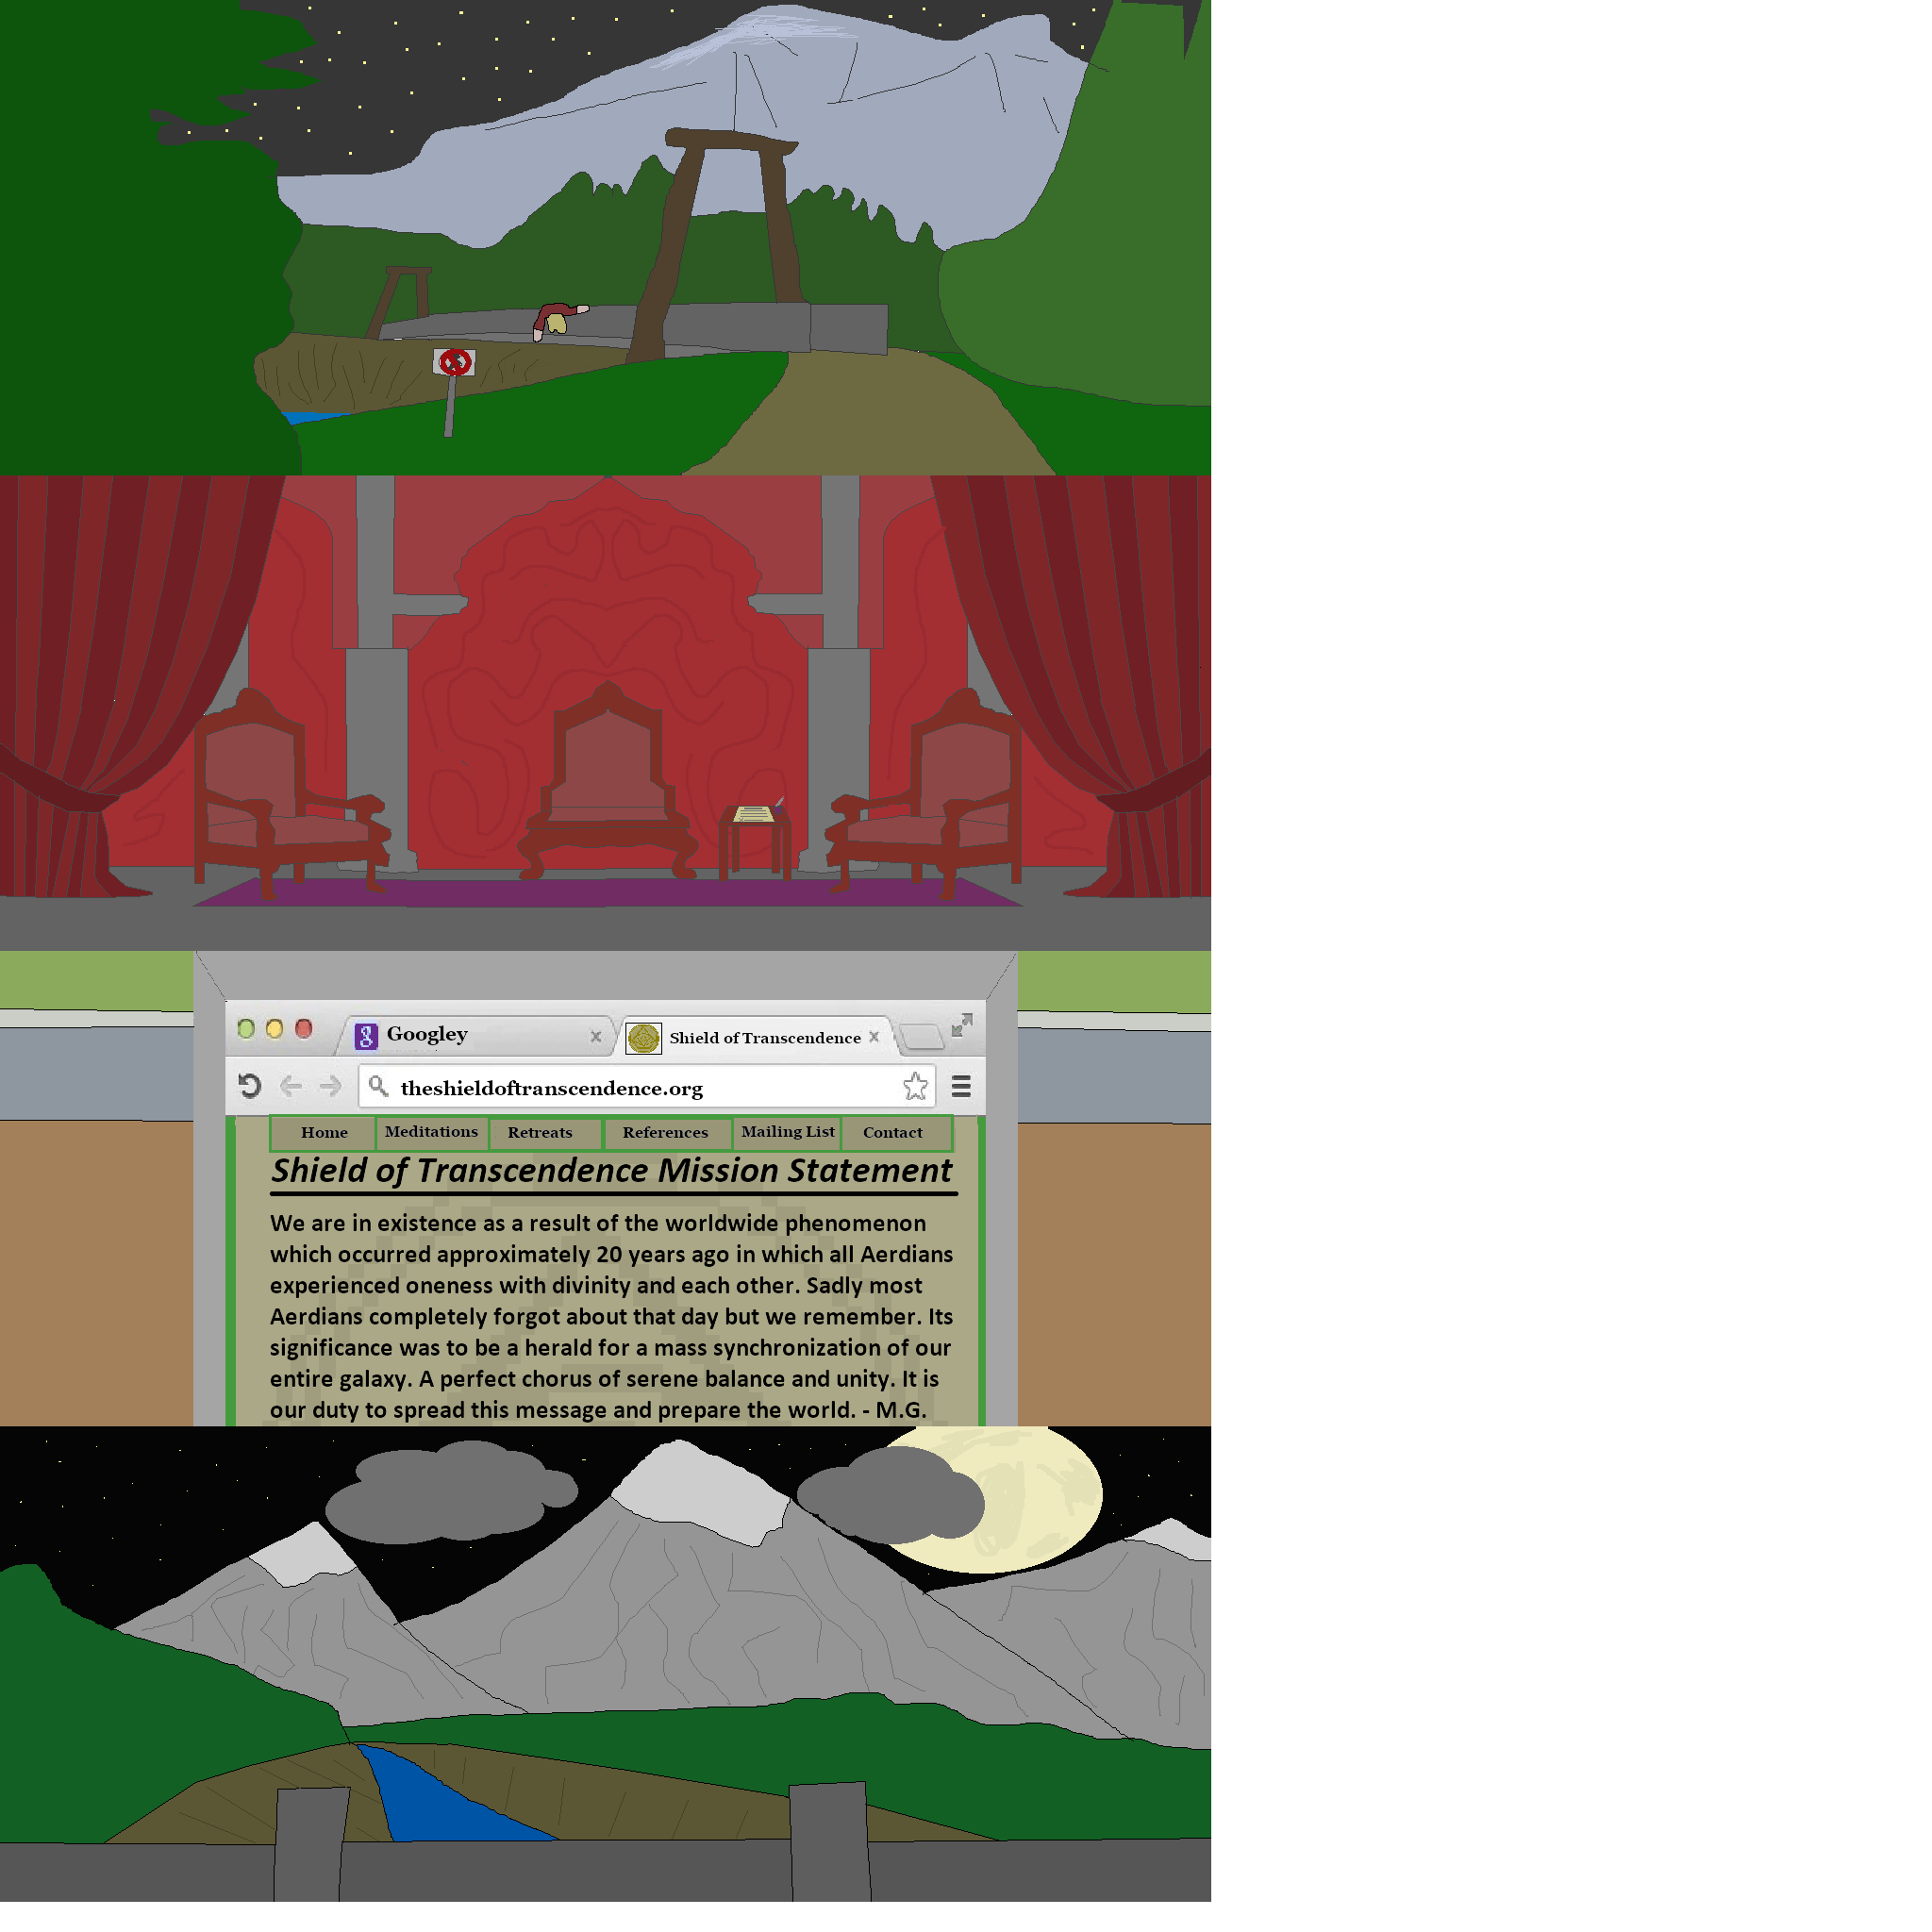 Googley
Shield of Transcendence
theshieldoftranscendence.org
Home Meditations Retreats References Mailing List Contact
Shield of Transcendence Mission Statement
We are in existence as a result of the worldwide phenomenon
which occurred approximately 20 years ago in which all Aerdians
experienced oneness with divinity and each other. Sadly most
Aerdians completely forgot about that day but we remember. Its
significance was to be a herald for a mass synchronization of our
entire galaxy. A perfect chorus of serene balance and unity. It is
our duty to spread this message and prepare the world. - M.G.